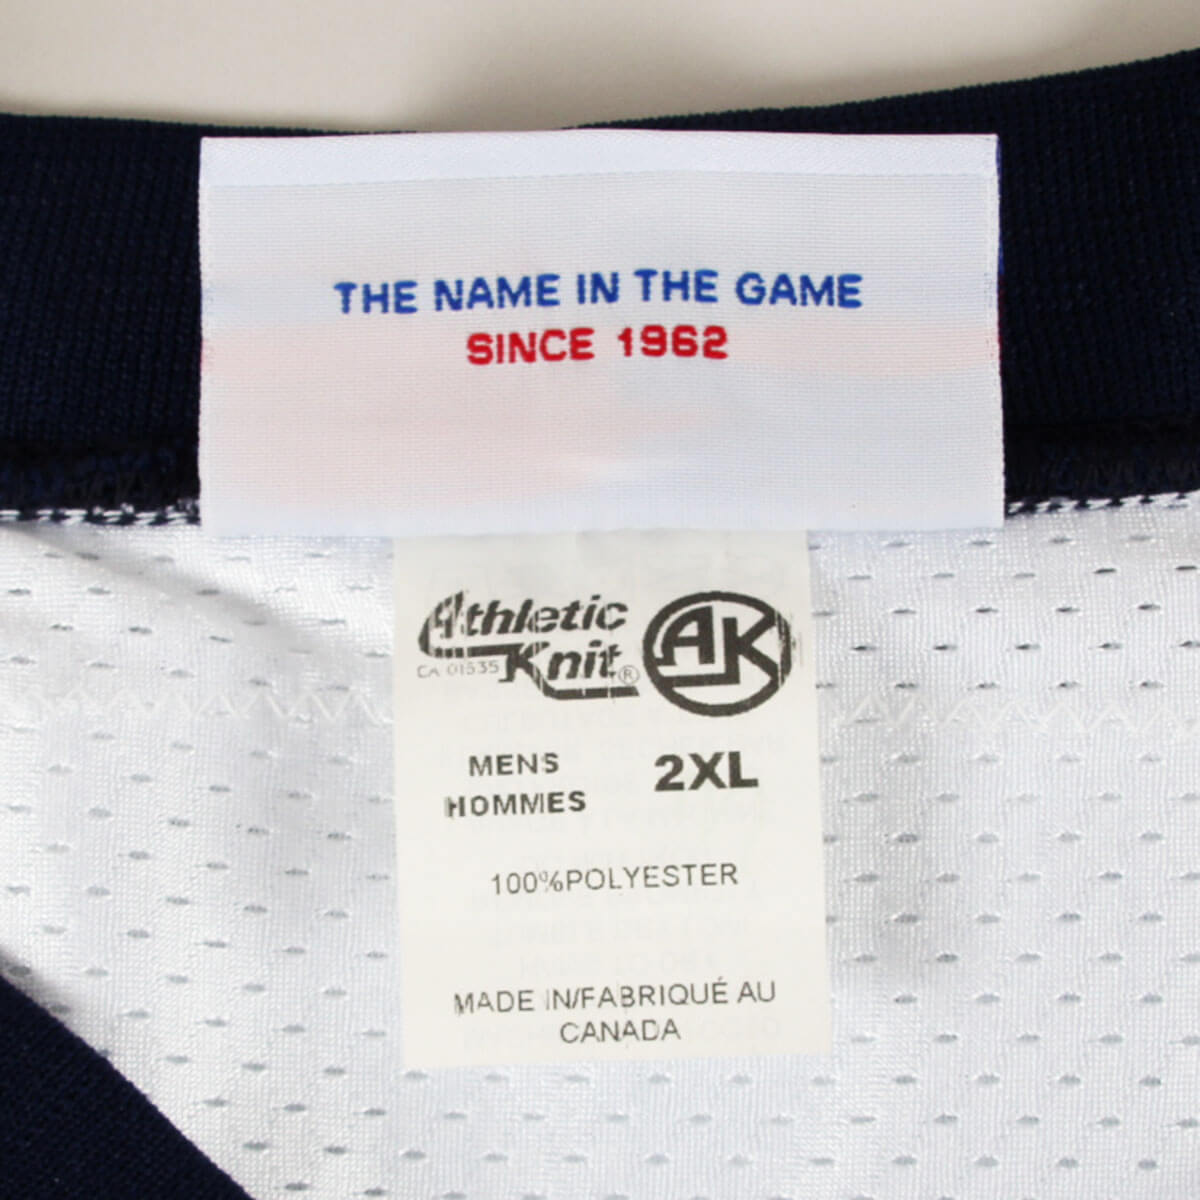 THE NAME IN THE GAME
SINCE 1962
Athletic
Knit®
CA 01535
AK
MENS
HOMMES
2XL
100%POLYESTER
MADE IN/FABRIQUÉ AU
CANADA